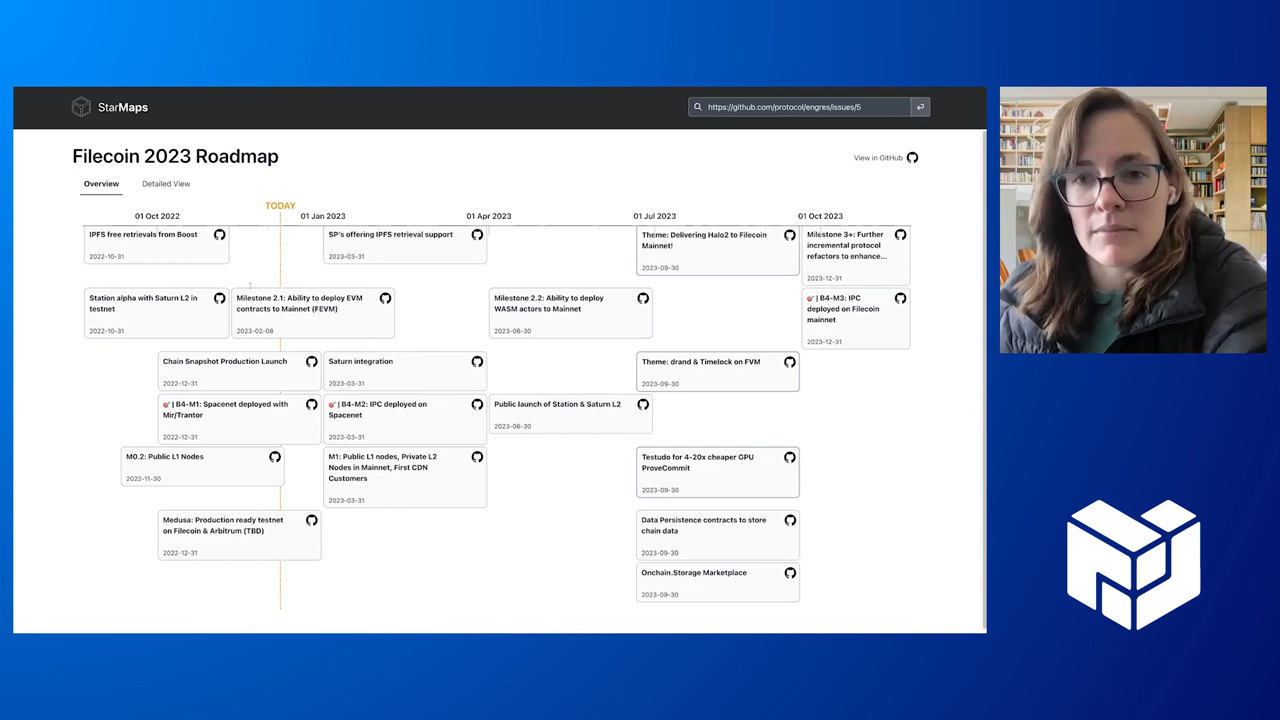 StarMaps
https://github.com/protocol/engres/issues/5
Filecoin 2023 Roadmap
View in GitHub
Overview
Detailed View
TODAY
01 Oct 2022
01 Jan 2023
01 Apr 2023
01 Jul 2023
01 Oct 2023
IPFS free retrievals from Boost
2022-10-31
SP's offering IPFS retrieval support
2023-03-31
Theme: Delivering Halo2 to Filecoin
Mainnet!
2023-09-30
Milestone 3+: Further
incremental protocol
refactors to enhance...
2023-12-31
Station alpha with Saturn L2 in
testnet
2022-10-31
Milestone 2.1: Ability to deploy EVM
contracts to Mainnet (FEVM)
2023-02-08
Milestone 2.2: Ability to deploy
WASM actors to Mainnet
2023-06-30
🎯 | B4-M3: IPC
deployed on Filecoin
mainnet
2023-12-31
Chain Snapshot Production Launch
2022-12-31
Saturn integration
2023-03-31
Theme: drand & Timelock on FVM
2023-09-30
🎯 | B4-M1: Spacenet deployed with
Mir/Trantor
2022-12-31
🎯 | B4-M2: IPC deployed on
Spacenet
2023-03-31
Public launch of Station & Saturn L2
2023-06-30
M0.2: Public L1 Nodes
2022-11-30
M1: Public L1 nodes, Private L2
Nodes in Mainnet, First CDN
Customers
2023-03-31
Testudo for 4-20x cheaper GPU
ProveCommit
2023-09-30
Medusa: Production ready testnet
on Filecoin & Arbitrum (TBD)
2022-12-31
Data Persistence contracts to store
chain data
2023-09-30
Onchain.Storage Marketplace
2023-09-30